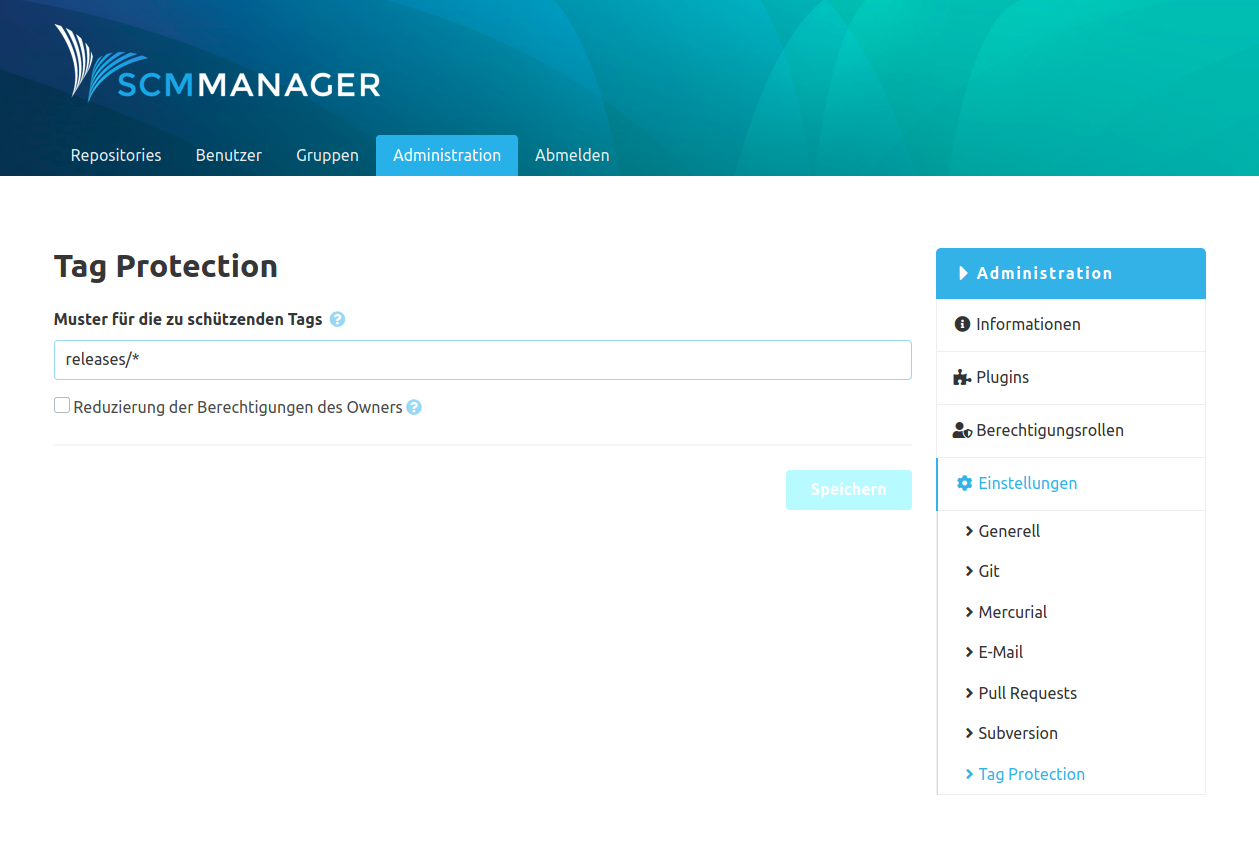 SCMMANAGER
Repositories Benutzer Gruppen Administration Abmelden
Tag Protection
Muster für die zu schützenden Tags ?
releases/*
Reduzierung der Berechtigungen des Owners ?
Speichern
Administration
Informationen
Plugins
Berechtigungsrollen
Einstellungen
Generell
Git
Mercurial
E-Mail
Pull Requests
Subversion
Tag Protection